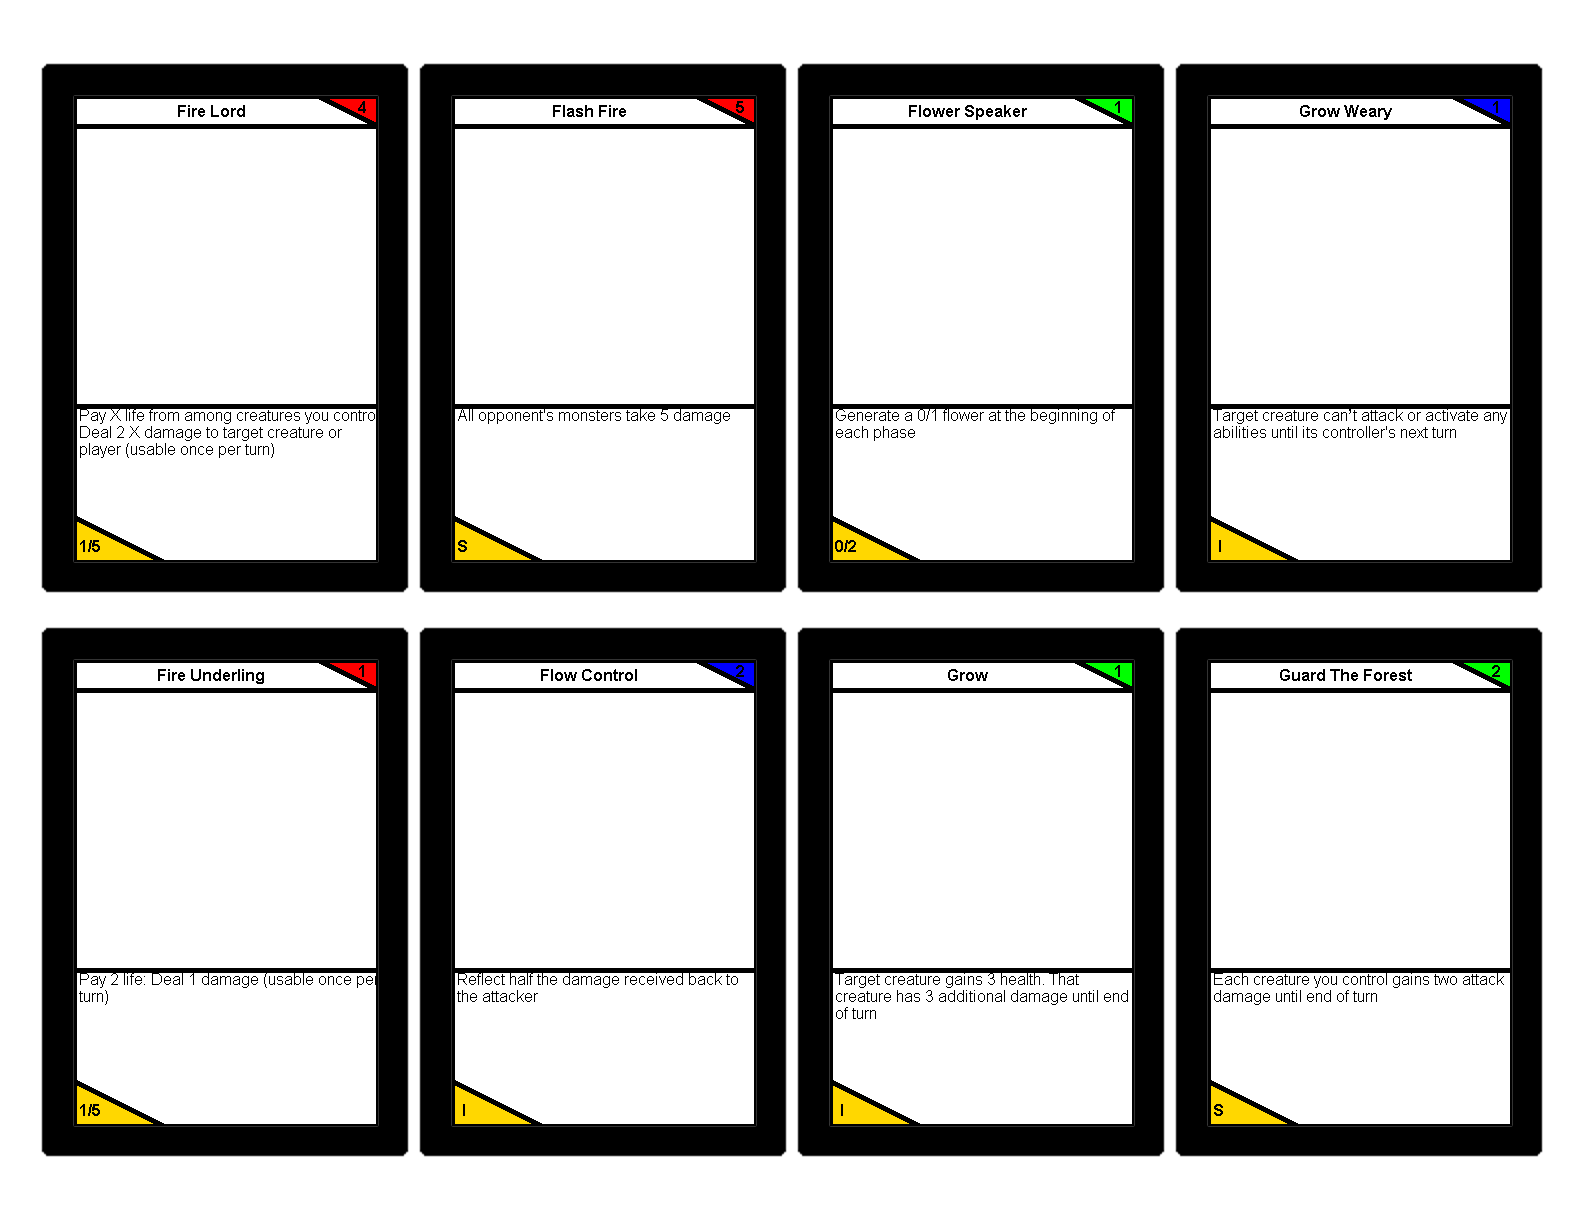 Fire Lord
4
Pay X life from among creatures you contro
Deal 2 X damage to target creature or
player (usable once per turn)
1/5
Flash Fire
5
All opponent's monsters take 5 damage
S
Flower Speaker
1
Generate a 0/1 flower at the beginning of
each phase
0/2
Grow Weary
1
Target creature can't attack or activate any
abilities until its controller's next turn
I
Fire Underling
1
Pay 2 life: Deal 1 damage (usable once per
turn)
1/5
Flow Control
2
Reflect half the damage received back to
the attacker
I
Grow
1
Target creature gains 3 health. That
creature has 3 additional damage until end
of turn
I
Guard The Forest
2
Each creature you control gains two attack
damage until end of turn
S